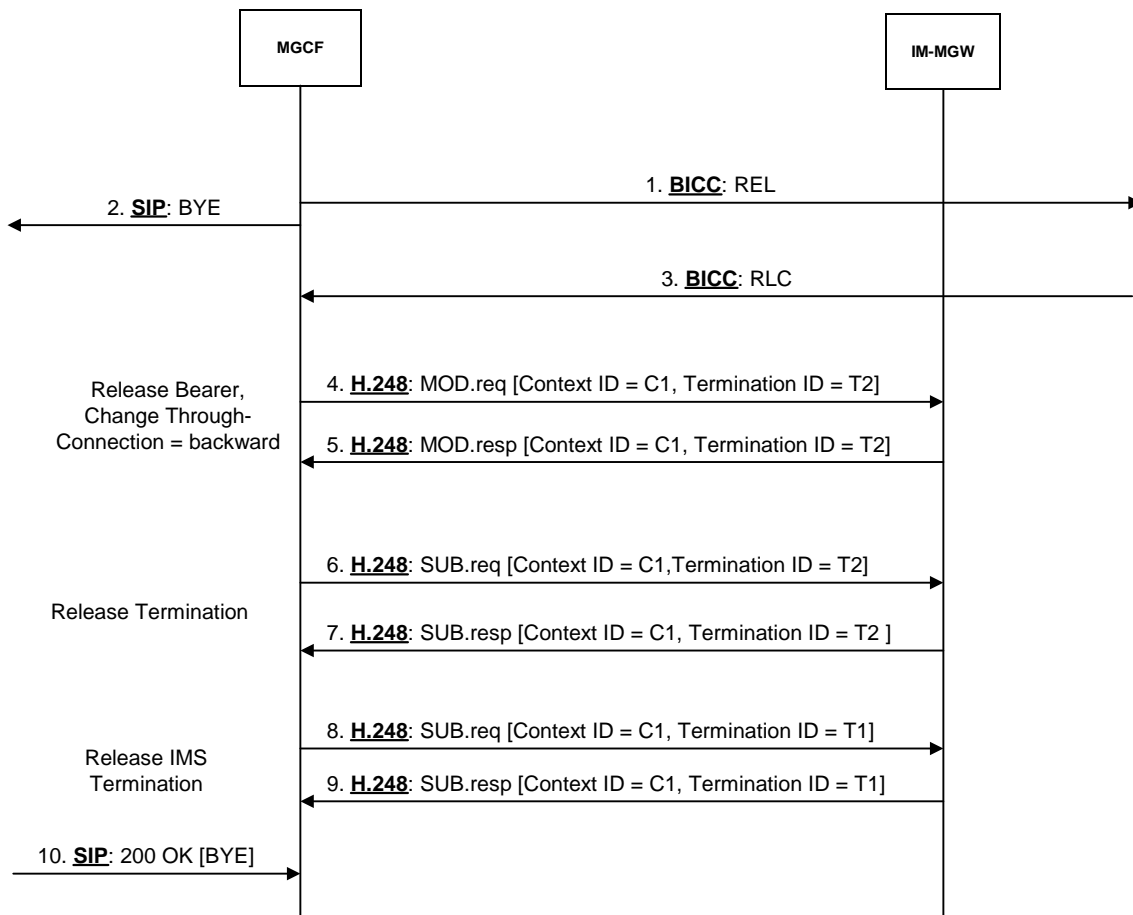 MGCF
IM-MGW
1. BICC: REL
2. SIP: BYE
3. BICC: RLC
Release Bearer,
Change Through-
Connection = backward
4. H.248: MOD.req [Context ID = C1, Termination ID = T2]
5. H.248: MOD.resp [Context ID = C1, Termination ID = T2]
6. H.248: SUB.req [Context ID = C1,Termination ID = T2]
Release Termination
7. H.248: SUB.resp [Context ID = C1, Termination ID = T2 ]
8. H.248: SUB.req [Context ID = C1, Termination ID = T1]
Release IMS
Termination
9. H.248: SUB.resp [Context ID = C1, Termination ID = T1]
10. SIP: 200 OK [BYE]